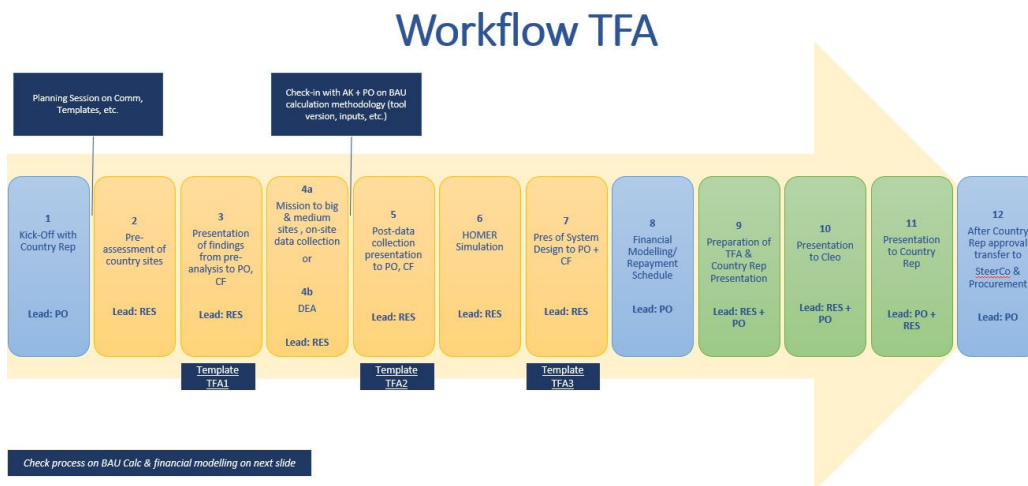 Workflow TFA
Planning Session on Comm,
Templates, etc.
Check-in with AK + PO on BAU
calculation methodology (tool
version, inputs, etc.)
1
Kick-Off with
Country Rep
Lead: PO
2
Pre-
assessment of
country sites
Lead: RES
3
Presentation
of findings
from pre-
analysis to PO,
CF
Lead: RES
4a
Mission to big
& medium
sites , on-site
data collection
or
4b
DEA
Lead: RES
5
Post-data
collection
presentation
to PO, CF
Lead: RES
6
HOMER
Simulation
Lead: RES
7
Pres of System
Design to PO +
CF
Lead: RES
8
Financial
Modelling/
Repayment
Schedule
Lead: PO
9
Preparation of
TFA &
Country Rep
Presentation
Lead: RES +
PO
10
Presentation
to Cleo
Lead: RES +
PO
11
Presentation
to Country
Rep
Lead: PO +
RES
12
After Country
Rep approval
transfer to
SteerCo &
Procurement
Lead: PO
Template
TFA1
Template
TFA2
Template
TFA3
Check process on BAU Calc & financial modelling on next slide